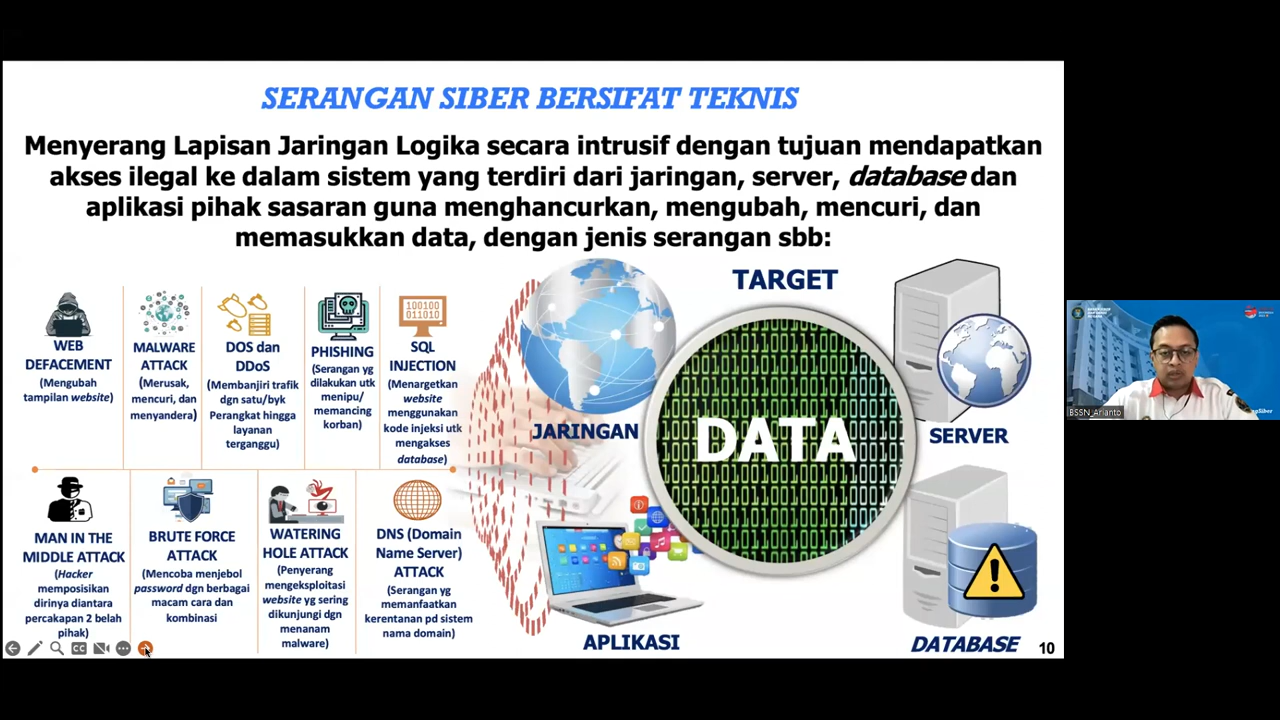 SERANGAN SIBER BERSIFAT TEKNIS
Menyerang Lapisan Jaringan Logika secara intrusif dengan tujuan mendapatkan
akses ilegal ke dalam sistem yang terdiri dari jaringan, server, database dan
aplikasi pihak sasaran guna menghancurkan, mengubah, mencuri, dan
memasukkan data, dengan jenis serangan sbb:
WEB
DEFACEMENT
(Mengubah
tampilan website)
MALWARE
ATTACK
(Merusak,
mencuri, dan
menyandera)
DOS dan
DDoS
(Membanjiri trafik
dgn satu/byk
Perangkat hingga
layanan
terganggu)
PHISHING
(Serangan yg
dilakukan utk
menipu/
memancing
korban)
100100
011010
SQL
INJECTION
(Menargetkan
website
menggunakan
kode injeksi utk
mengakses
database)
MAN IN THE
MIDDLE ATTACK
(Hacker
memposisikan
dirinya diantara
percakapan 2 belah
pihak)
BRUTE FORCE
ATTACK
(Mencoba menjebol
password dgn berbagai
macam cara dan
kombinasi
WATERING
HOLE ATTACK
(Penyerang
mengeksploitasi
website yg sering
dikunjungi dgn
menanam
malware)
DNS (Domain
Name Server)
ATTACK
(Serangan yg
memanfaatkan
kerentanan pd sistem
nama domain)
TARGET
JARINGAN
DATA
SERVER
APLIKASI
DATABASE
10
CC
BSSN_Arianto